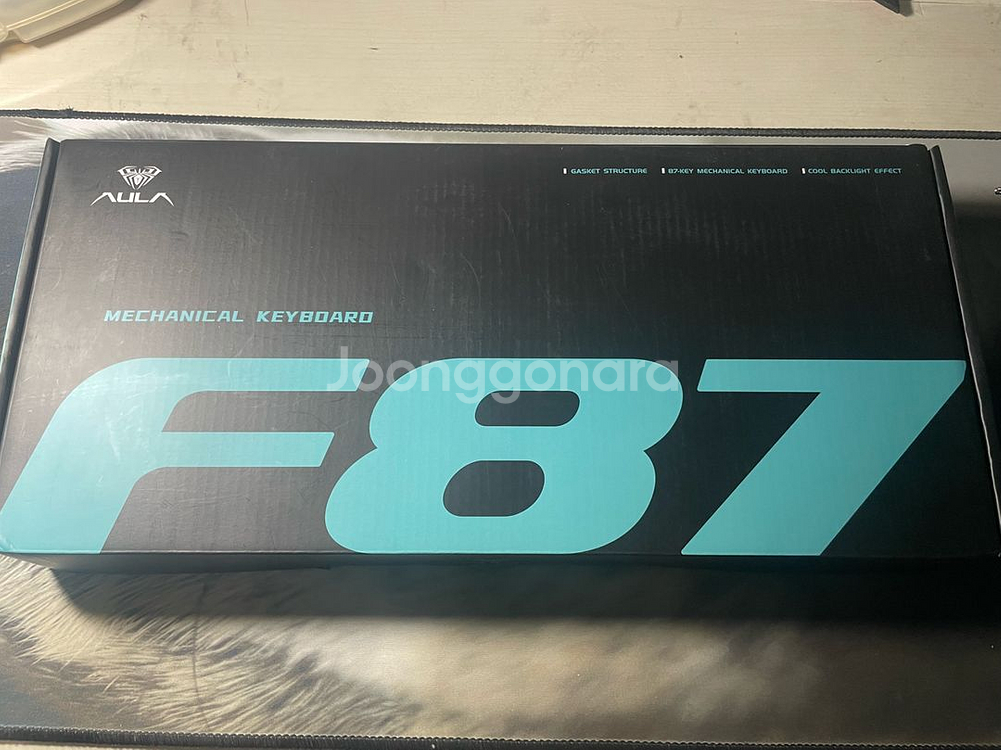 AULA
GASKET STRUCTURE 87-KEY MECHANICAL KEYBOARD COOL BACKLIGHT EFFECT
MECHANICAL KEYBOARD
Joonggonara
F87